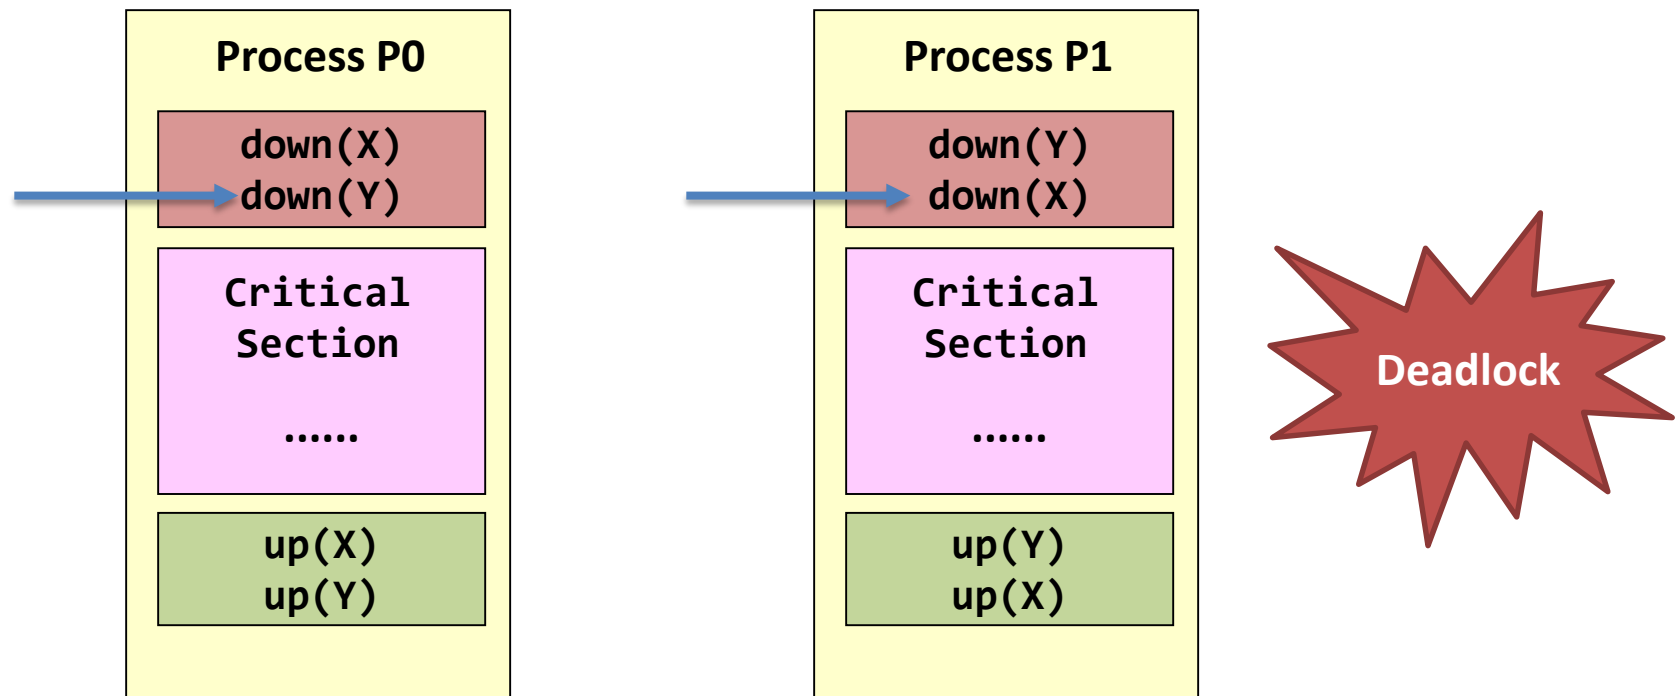 Process P0
down(X)
down(Y)
Critical
Section
......
up(X)
up(Y)
Process P1
down(Y)
down(X)
Critical
Section
......
up(Y)
up(X)
Deadlock